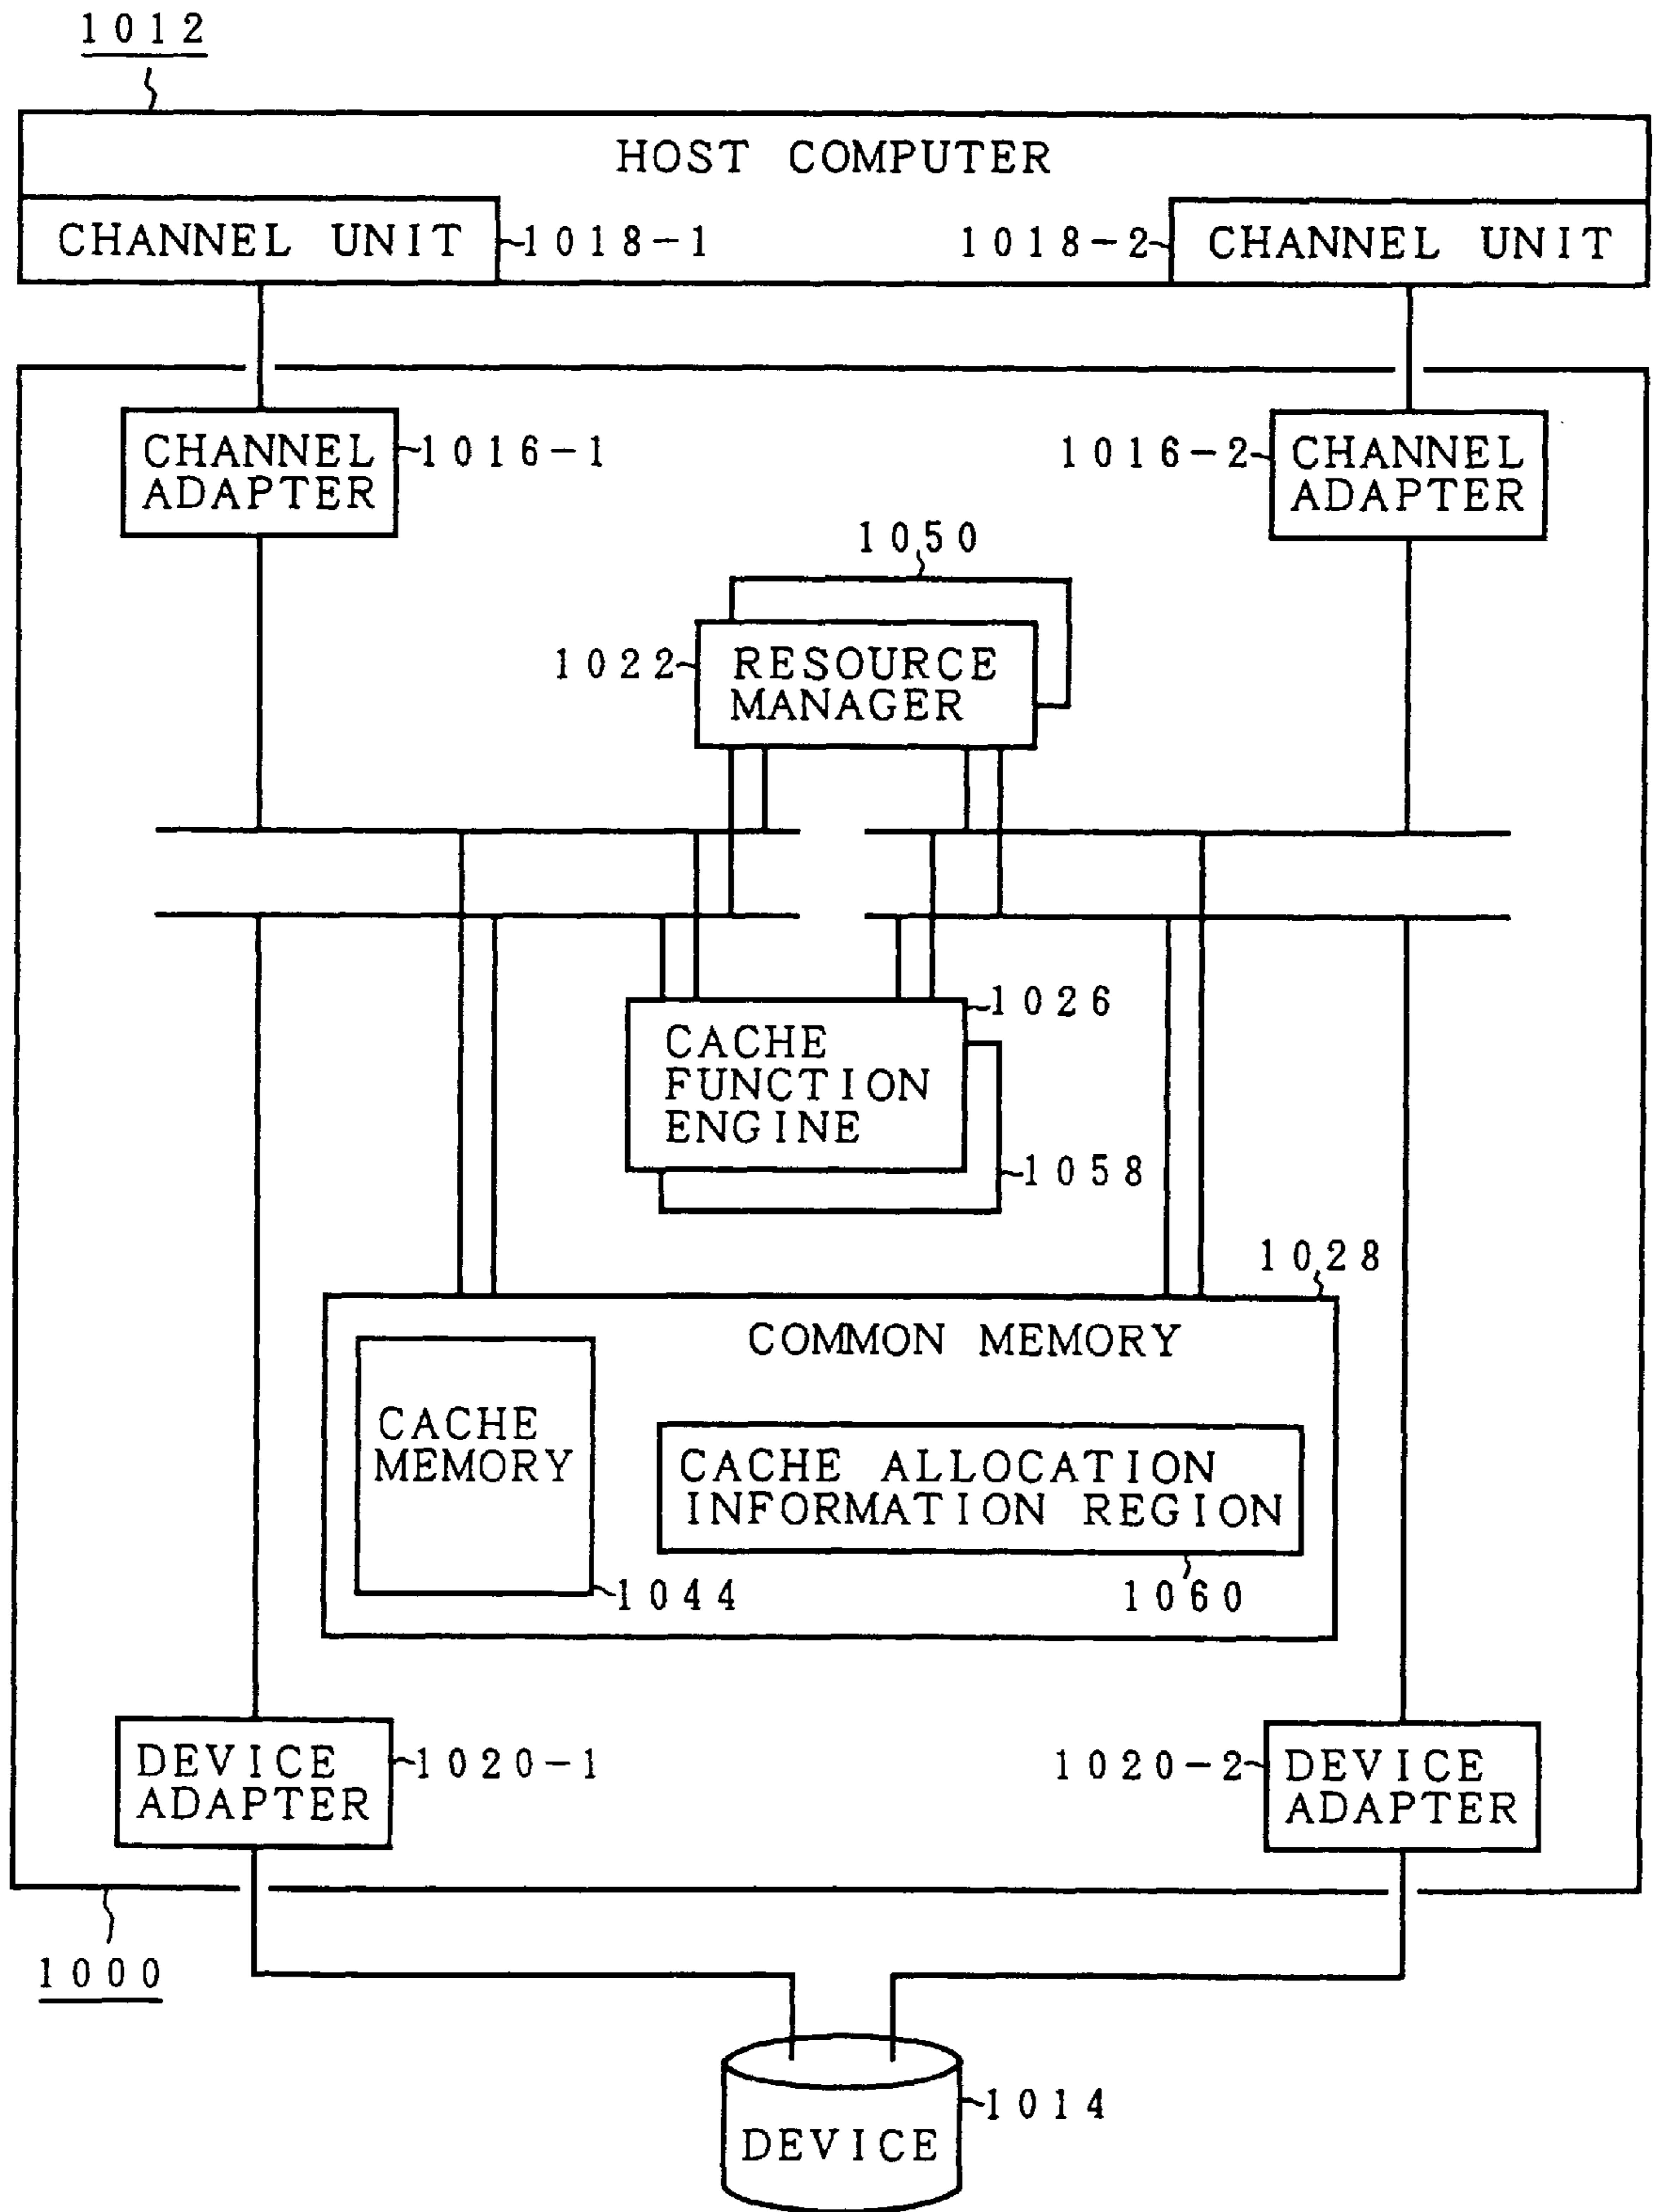 1012
HOST COMPUTER
CHANNEL UNIT
1018-1
1018-2
CHANNEL UNIT
CHANNEL
ADAPTER
1016-1
1016-2
CHANNEL
ADAPTER
1050
1022
RESOURCE
MANAGER
1026
CACHE
FUNCTION
ENGINE
1058
1028
COMMON MEMORY
CACHE
MEMORY
CACHE ALLOCATION
INFORMATION REGION
1044
1060
DEVICE
ADAPTER
1020-1
1020-2
DEVICE
ADAPTER
1000
1014
DEVICE